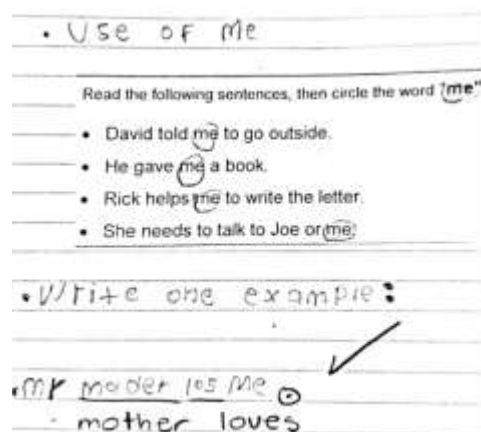 • Use of Me
Read the following sentences, then circle the word "me"
• David told me to go outside.
• He gave me a book.
• Rick helps me to write the letter.
• She needs to talk to Joe or me.
• Write one example:
• My moder los Me.
mother loves